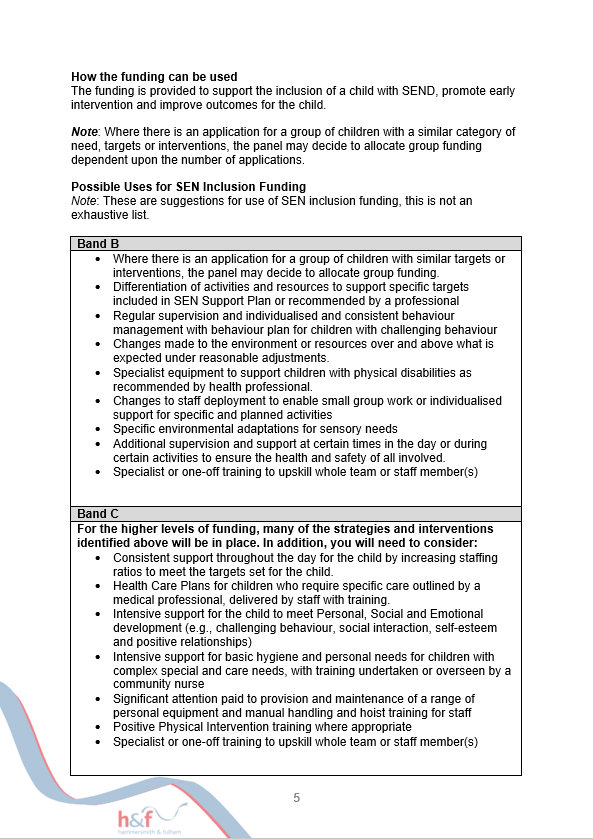 How the funding can be used
The funding is provided to support the inclusion of a child with SEND, promote early
intervention and improve outcomes for the child.
Note: Where there is an application for a group of children with a similar category of
need, targets or interventions, the panel may decide to allocate group funding
dependent upon the number of applications.
Possible Uses for SEN Inclusion Funding
Note: These are suggestions for use of SEN inclusion funding, this is not an
exhaustive list.
Band B
• Where there is an application for a group of children with similar targets or
interventions, the panel may decide to allocate group funding.
• Differentiation of activities and resources to support specific targets
included in SEN Support Plan or recommended by a professional
• Regular supervision and individualised and consistent behaviour
management with behaviour plan for children with challenging behaviour
• Changes made to the environment or resources over and above what is
expected under reasonable adjustments.
• Specialist equipment to support children with physical disabilities as
recommended by health professional.
• Changes to staff deployment to enable small group work or individualised
support for specific and planned activities
• Specific environmental adaptations for sensory needs
• Additional supervision and support at certain times in the day or during
certain activities to ensure the health and safety of all involved.
• Specialist or one-off training to upskill whole team or staff member(s)
Band C
For the higher levels of funding, many of the strategies and interventions
identified above will be in place. In addition, you will need to consider:
• Consistent support throughout the day for the child by increasing staffing
ratios to meet the targets set for the child.
• Health Care Plans for children who require specific care outlined by a
medical professional, delivered by staff with training.
• Intensive support for the child to meet Personal, Social and Emotional
development (e.g., challenging behaviour, social interaction, self-esteem
and positive relationships)
• Intensive support for basic hygiene and personal needs for children with
complex special and care needs, with training undertaken or overseen by a
community nurse
• Significant attention paid to provision and maintenance of a range of
personal equipment and manual handling and hoist training for staff
• Positive Physical Intervention training where appropriate
• Specialist or one-off training to upskill whole team or staff member(s)
5
h&f
hammersmith & fulham